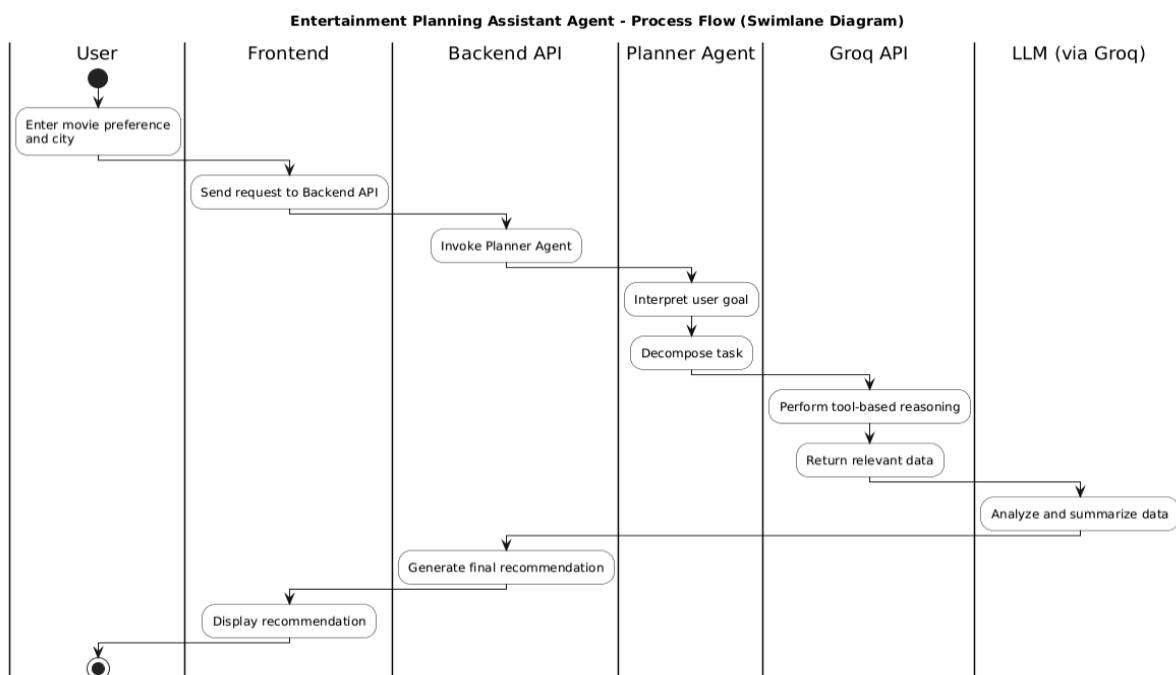 Entertainment Planning Assistant Agent - Process Flow (Swimlane Diagram)
User
Frontend
Backend API
Planner Agent
Groq API
LLM (via Groq)
Enter movie preference
and city
Send request to Backend API
Invoke Planner Agent
Interpret user goal
Decompose task
Perform tool-based reasoning
Return relevant data
Analyze and summarize data
Generate final recommendation
Display recommendation